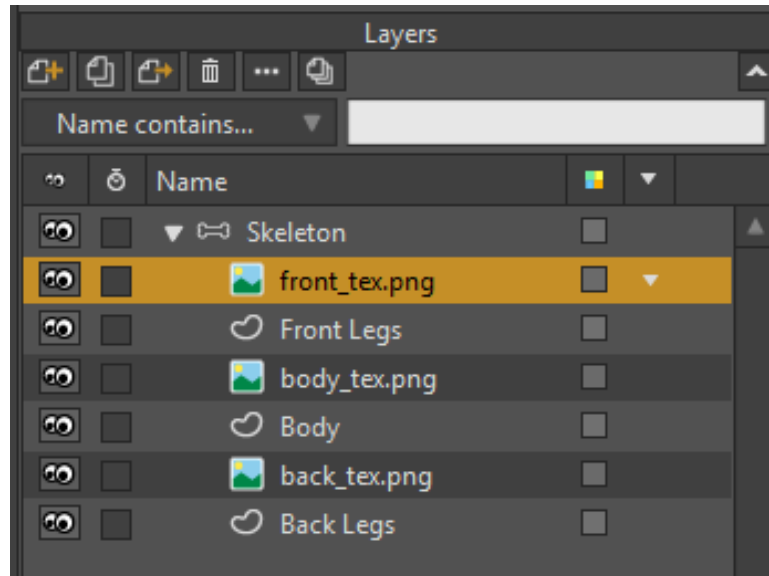 Layers
Name contains...
Name
Skeleton
front_tex.png
Front Legs
body_tex.png
Body
back_tex.png
Back Legs